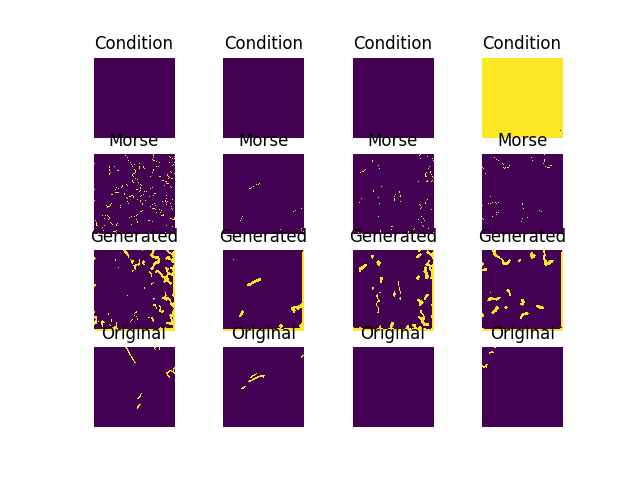 Condition Condition Condition Condition
Morse Morse Morse Morse
Generated Generated Generated Generated
Original Original Original Original